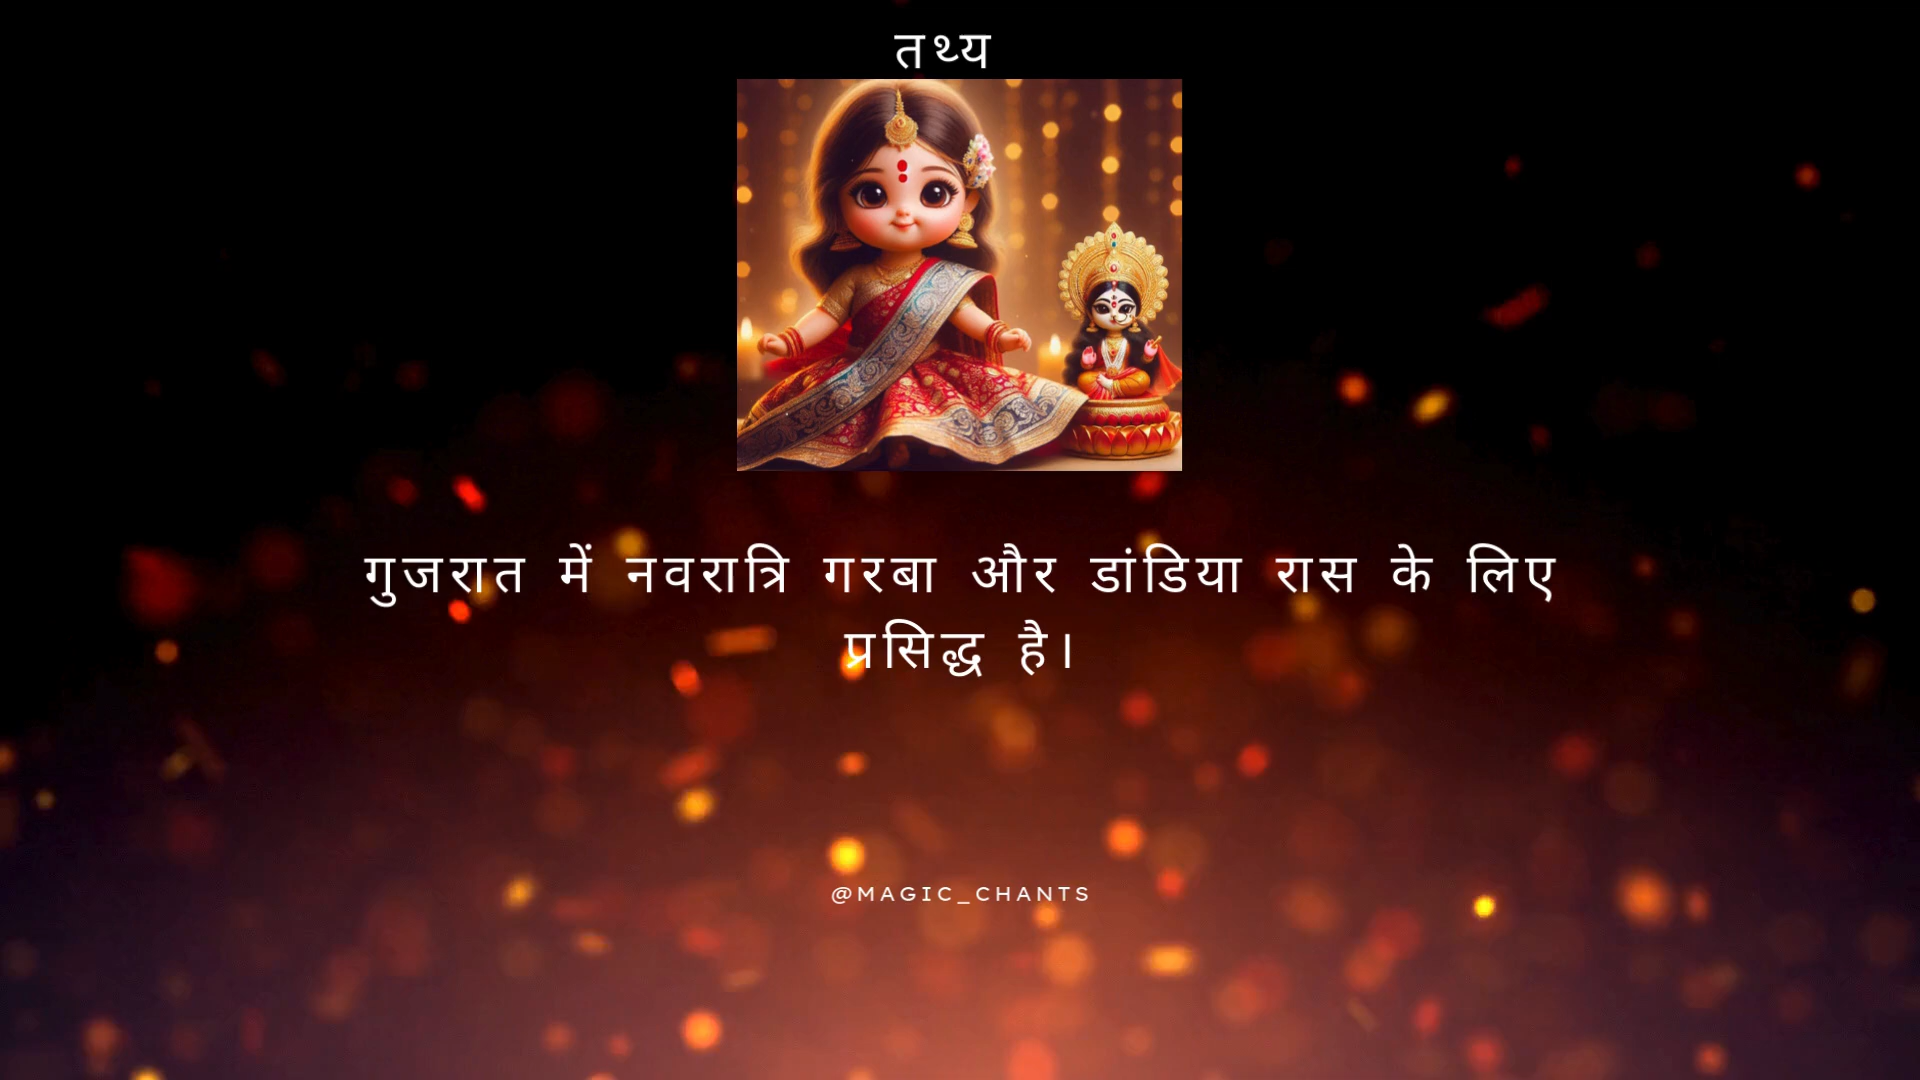 तथ्य
गुजरात में नवरात्रि गरबा और डांडिया रास के लिए
प्रसिद्ध है।
@MAGIC_CHANTS